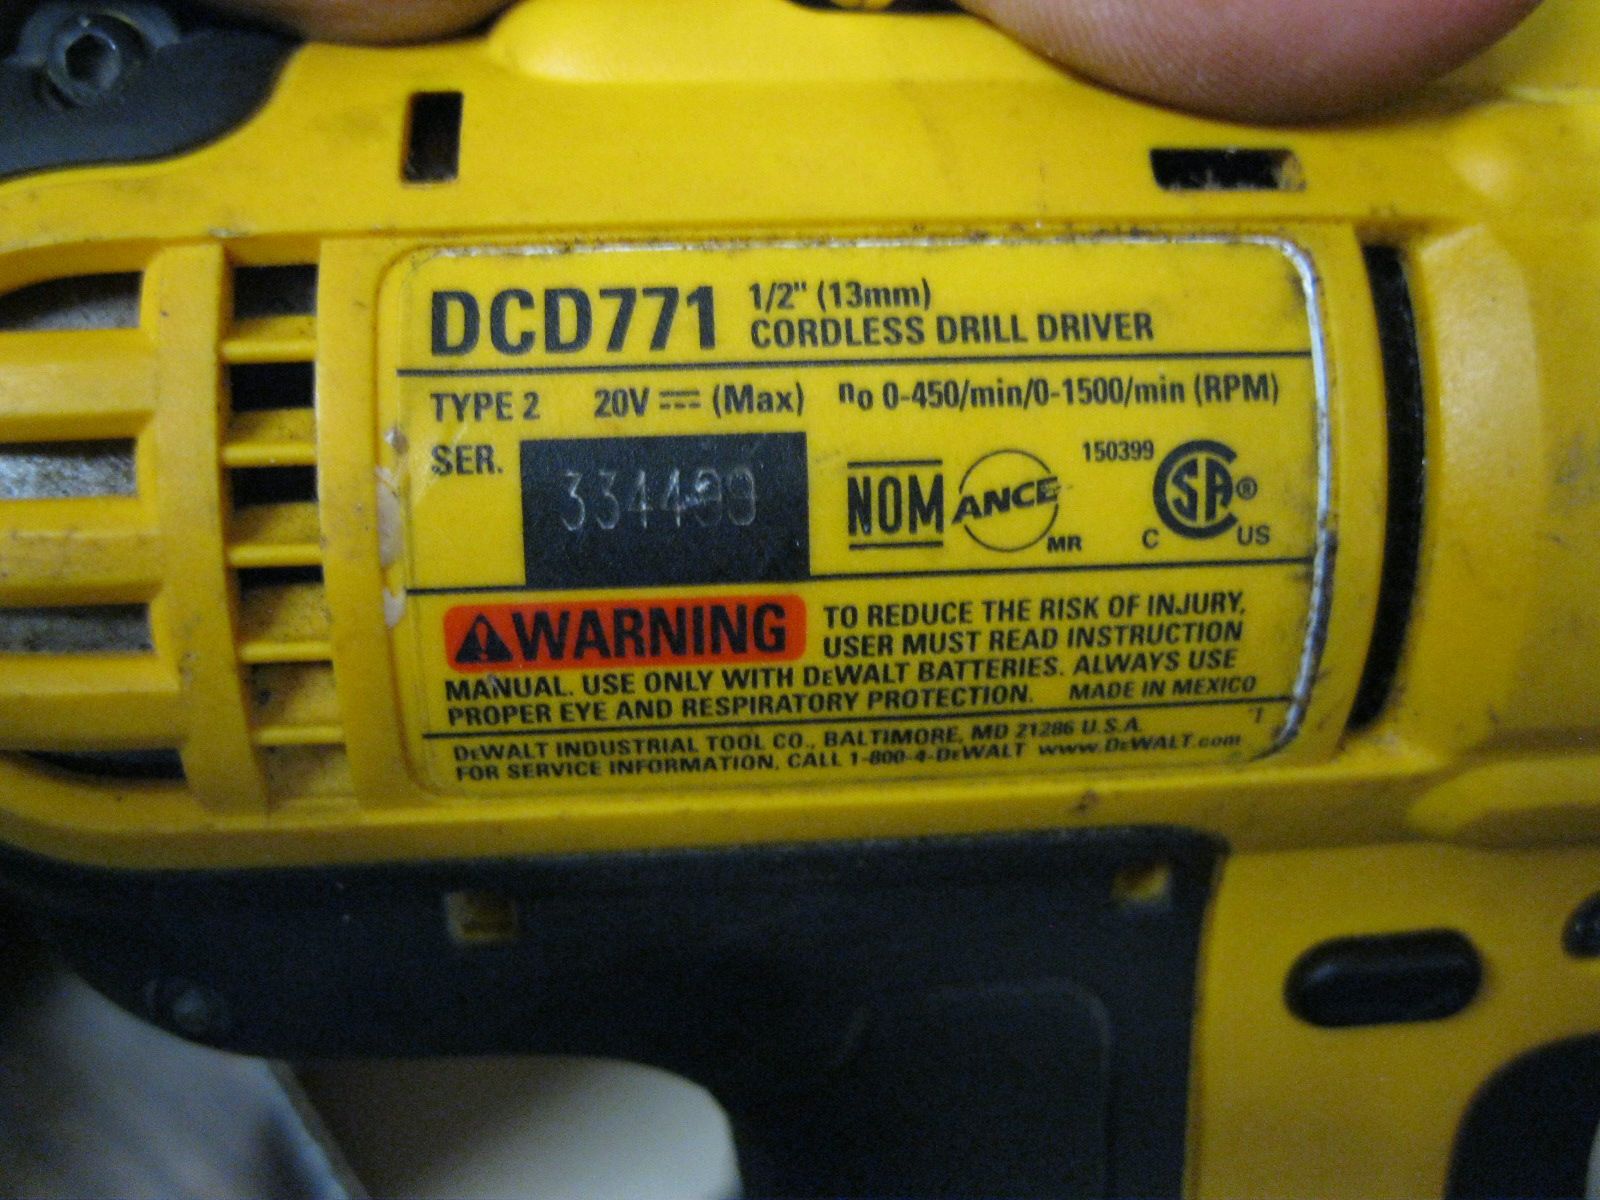 DCD771 1/2" (13mm)
CORDLESS DRILL DRIVER
TYPE 2 20V ⎓ (Max) no 0-450/min/0-1500/min (RPM)
SER.
NOM ANCE MR
150399 CSA® C US
⚠WARNING TO REDUCE THE RISK OF INJURY,
USER MUST READ INSTRUCTION
MANUAL. USE ONLY WITH DEWALT BATTERIES. ALWAYS USE
PROPER EYE AND RESPIRATORY PROTECTION. MADE IN MEXICO
DEWALT INDUSTRIAL TOOL CO., BALTIMORE, MD 21286 U.S.A.
FOR SERVICE INFORMATION, CALL 1-800-4-DEWALT www.DEWALT.com